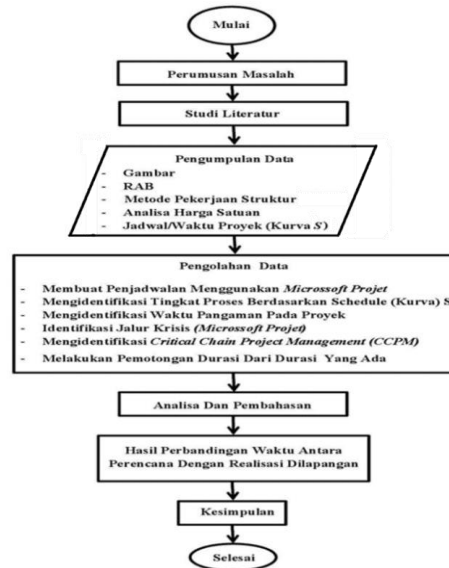 Mulai
Perumusan Masalah
Studi Literatur
Pengumpulan Data
- Gambar
- RAB
- Metode Pekerjaan Struktur
- Analisa Harga Satuan
- Jadwal/Waktu Proyek (Kurva S)
Pengolahan Data
- Membuat Penjadwalan Menggunakan Microssoft Projet
- Mengidentifikasi Tingkat Proses Berdasarkan Schedule (Kurva) S
- Mengidentifikasi Waktu Pangaman Pada Proyek
- Identifikasi Jalur Krisis (Microssoft Projet)
- Mengidentifikasi Critical Chain Project Management (CCPM)
- Melakukan Pemotongan Durasi Dari Durasi Yang Ada
Analisa Dan Pembahasan
Hasil Perbandingan Waktu Antara
Perencana Dengan Realisasi Dilapangan
Kesimpulan
Selesai